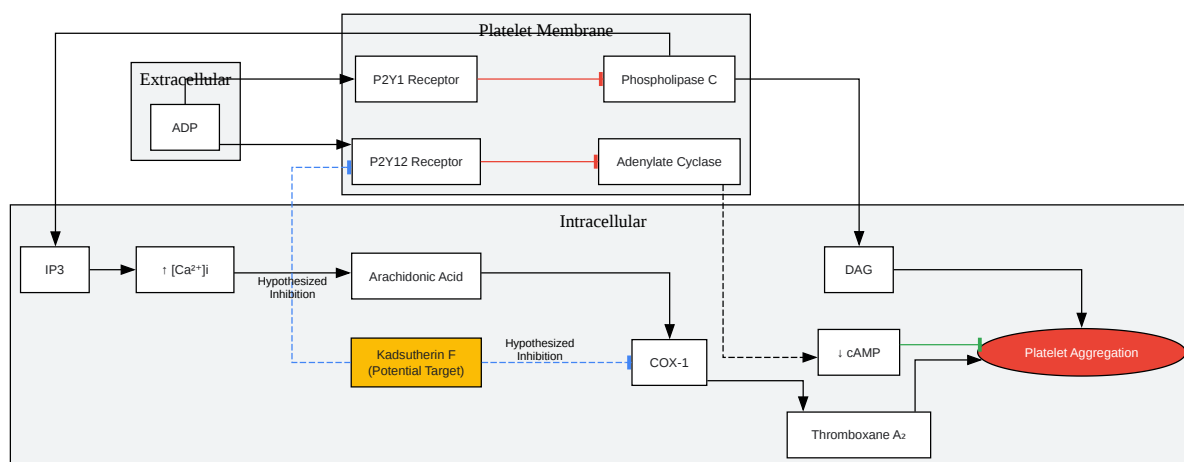 Platelet Membrane
Extracellular
P2Y1 Receptor
Phospholipase C
ADP
P2Y12 Receptor
Adenylate Cyclase
Intracellular
IP3
↑ [Ca²⁺]i
Hypothesized
Inhibition
Arachidonic Acid
DAG
Kadsutherin F
(Potential Target)
Hypothesized
Inhibition
COX-1
↓ cAMP
Platelet Aggregation
Thromboxane A₂